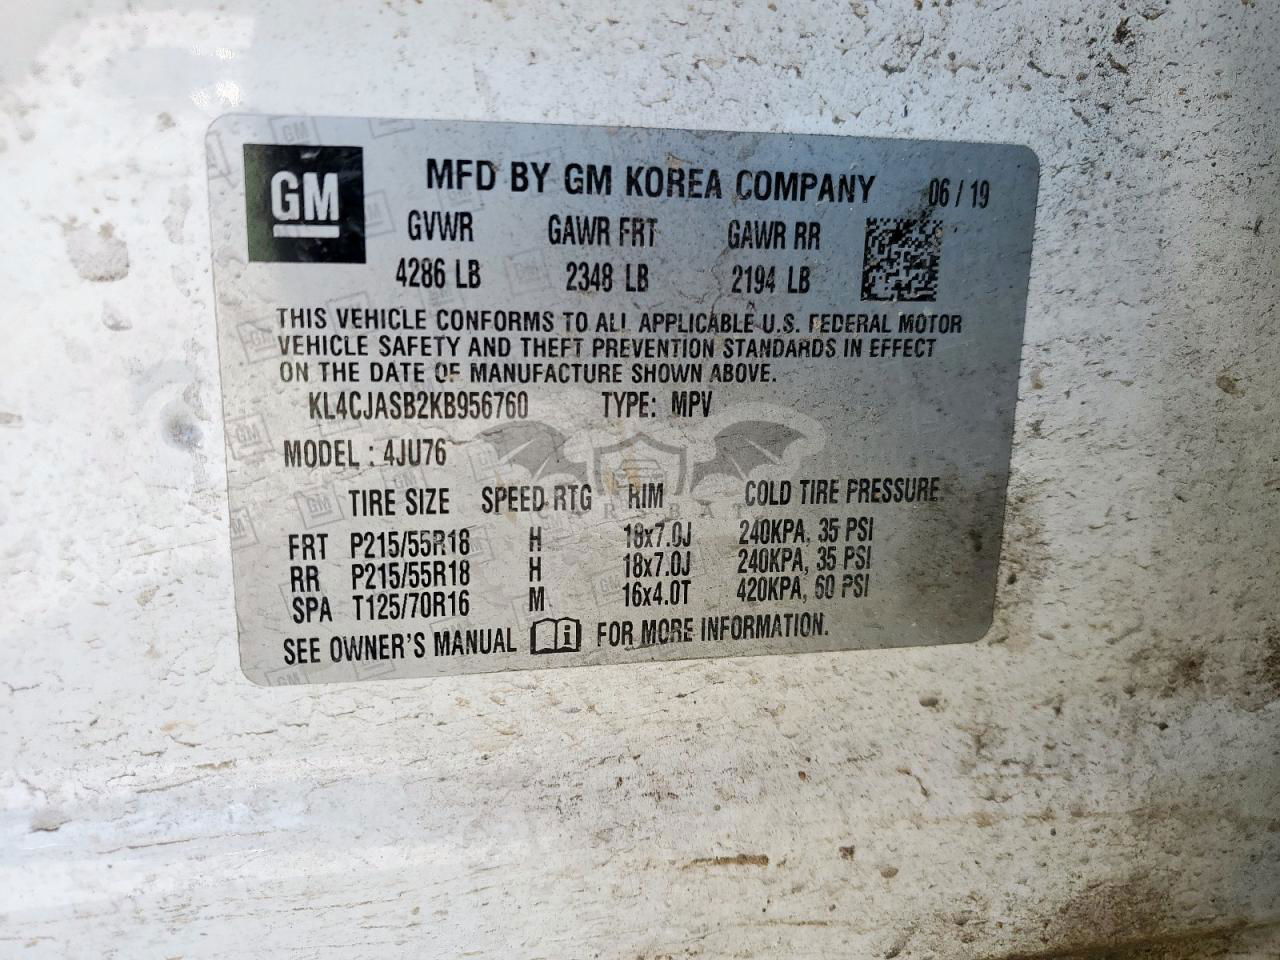 GM MFD BY GM KOREA COMPANY 06 / 19
GVWR GAWR FRT GAWR RR
4286 LB 2348 LB 2194 LB
THIS VEHICLE CONFORMS TO ALL APPLICABLE U.S. FEDERAL MOTOR
VEHICLE SAFETY AND THEFT PREVENTION STANDARDS IN EFFECT
ON THE DATE OF MANUFACTURE SHOWN ABOVE.
KL4CJASB2KB956760 TYPE: MPV
MODEL : 4JU76
TIRE SIZE SPEED RTG RIM COLD TIRE PRESSURE
FRT P215/55R18 H 18x7.0J 240KPA, 35 PSI
RR P215/55R18 H 18x7.0J 240KPA, 35 PSI
SPA T125/70R16 M 16x4.0T 420KPA, 60 PSI
SEE OWNER'S MANUAL FOR MORE INFORMATION.